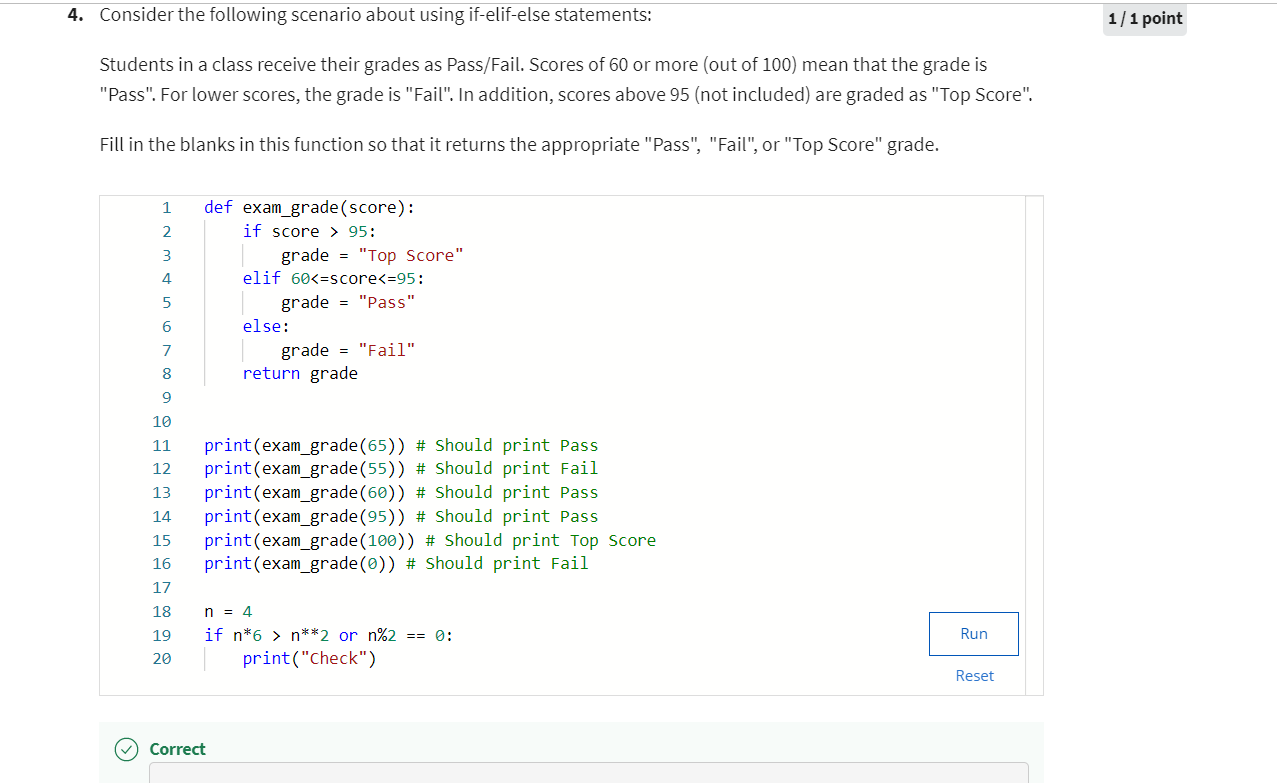 4. Consider the following scenario about using if-elif-else statements:
1 / 1 point
Students in a class receive their grades as Pass/Fail. Scores of 60 or more (out of 100) mean that the grade is
"Pass". For lower scores, the grade is "Fail". In addition, scores above 95 (not included) are graded as "Top Score".
Fill in the blanks in this function so that it returns the appropriate "Pass", "Fail", or "Top Score" grade.
1 def exam_grade(score):
2 if score > 95:
3 grade = "Top Score"
4 elif 60<=score<=95:
5 grade = "Pass"
6 else:
7 grade = "Fail"
8 return grade
9
10
11 print(exam_grade(65)) # Should print Pass
12 print(exam_grade(55)) # Should print Fail
13 print(exam_grade(60)) # Should print Pass
14 print(exam_grade(95)) # Should print Pass
15 print(exam_grade(100)) # Should print Top Score
16 print(exam_grade(0)) # Should print Fail
17
18 n = 4
19 if n*6 > n**2 or n%2 == 0:
20 print("Check")
Run
Reset
Correct